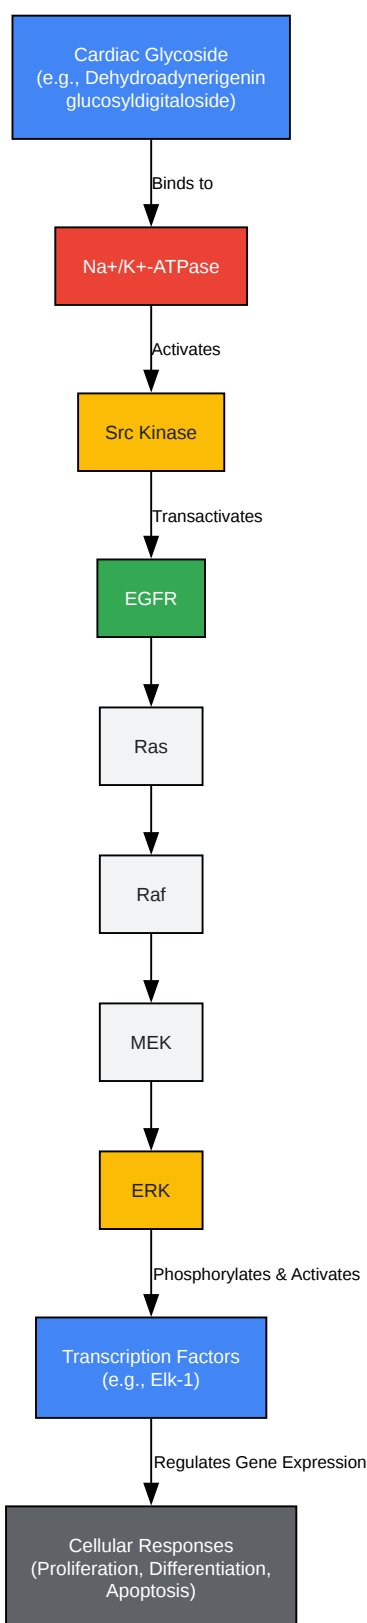 Cardiac Glycoside
(e.g., Dehydroadynerigenin
glucosyldigitaloside)
Binds to
Na+/K+-ATPase
Activates
Src Kinase
Transactivates
EGFR
Ras
Raf
MEK
ERK
Phosphorylates & Activates
Transcription Factors
(e.g., Elk-1)
Regulates Gene Expression
Cellular Responses
(Proliferation, Differentiation,
Apoptosis)